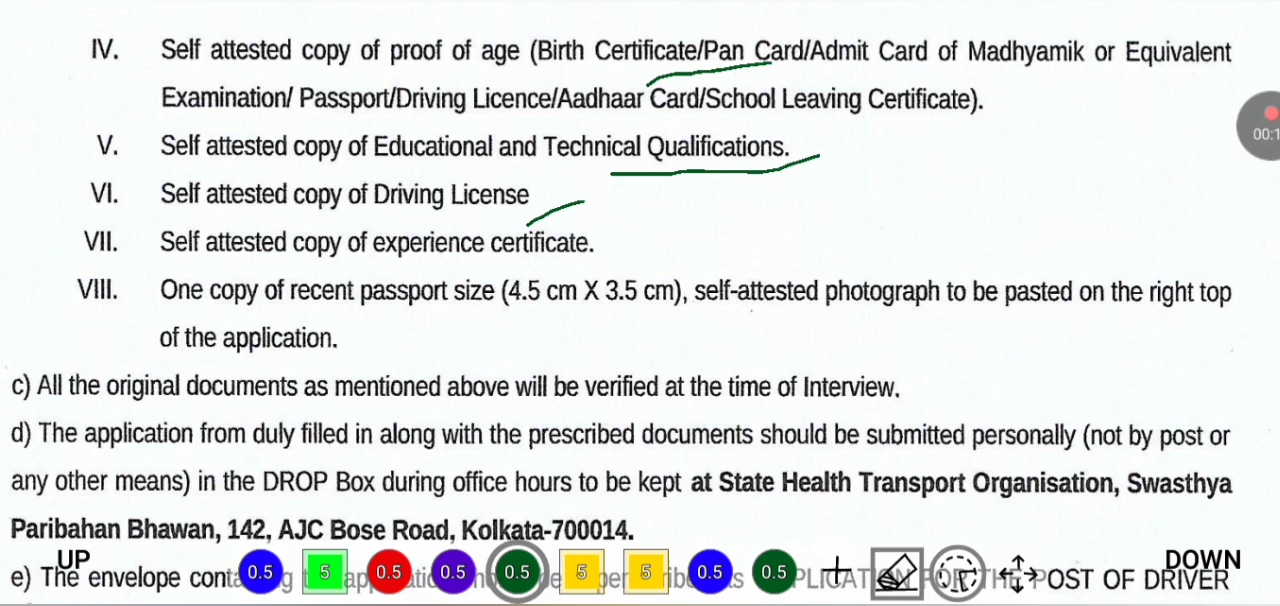 IV. Self attested copy of proof of age (Birth Certificate/Pan Card/Admit Card of Madhyamik or Equivalent
Examination/ Passport/Driving Licence/Aadhaar Card/School Leaving Certificate).
V. Self attested copy of Educational and Technical Qualifications.
VI. Self attested copy of Driving License
VII. Self attested copy of experience certificate.
VIII. One copy of recent passport size (4.5 cm X 3.5 cm), self-attested photograph to be pasted on the right top
of the application.
c) All the original documents as mentioned above will be verified at the time of Interview.
d) The application from duly filled in along with the prescribed documents should be submitted personally (not by post or
any other means) in the DROP Box during office hours to be kept at State Health Transport Organisation, Swasthya
Paribahan Bhawan, 142, AJC Bose Road, Kolkata-700014.
e) The envelope THE POST OF DRIVER
UP 0.5 5 0.5 0.5 0.5 5 5 0.5 0.5 DOWN
00:1